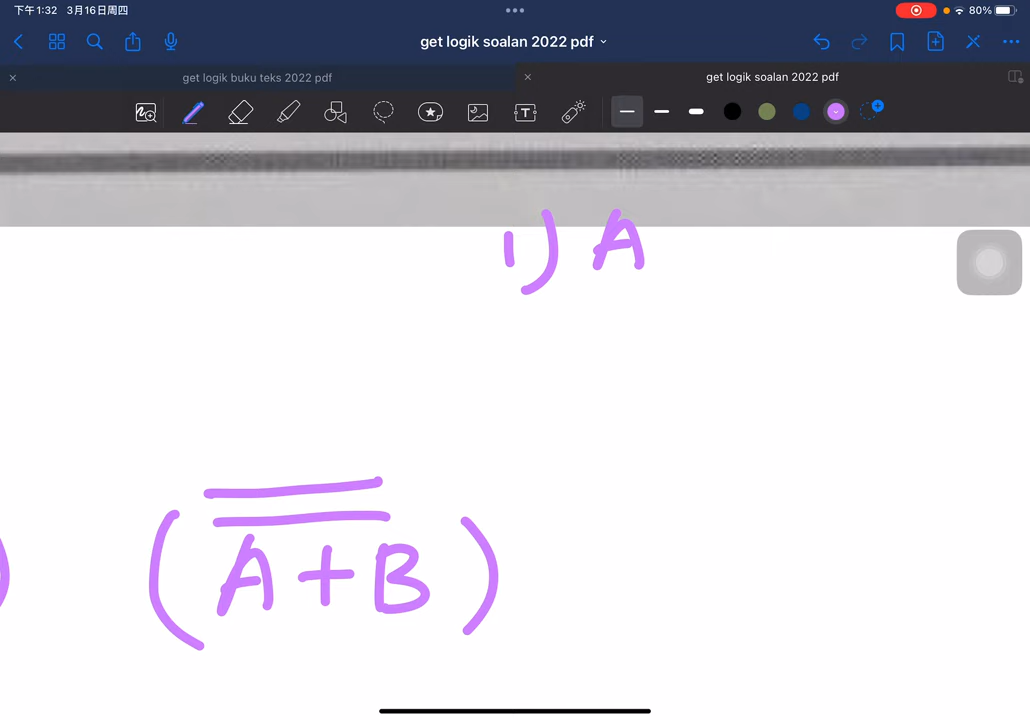 下午1:32 3月16日周四
80%
get logik soalan 2022 pdf
get logik buku teks 2022 pdf
get logik soalan 2022 pdf
T
1) A
) (A̿+̿B̿)